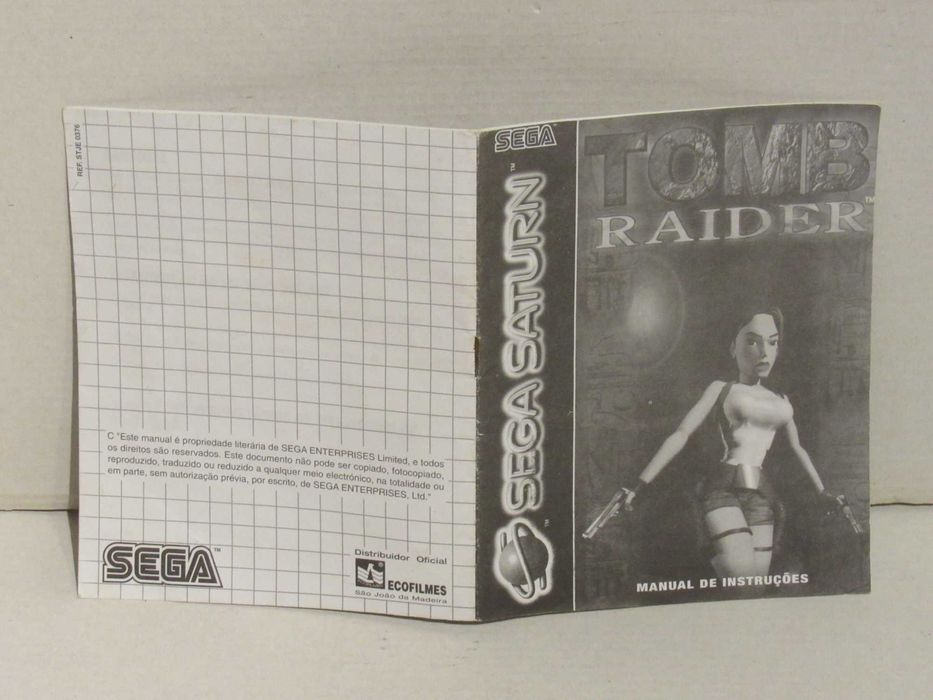 REF. STJE 0376
C "Este manual é propriedade literária de SEGA ENTERPRISES Limited, e todos
os direitos são reservados. Este documento não pode ser copiado, fotocopiado,
reproduzido, traduzido ou reduzido a qualquer meio electrónico, na totalidade ou
em parte, sem autorização prévia, por escrito, de SEGA ENTERPRISES, Ltd."
SEGA™
Distribuidor Oficial
ECOFILMES
São João da Madeira
SEGA
SEGA SATURN™
TOMB
RAIDER™
MANUAL DE INSTRUÇÕES